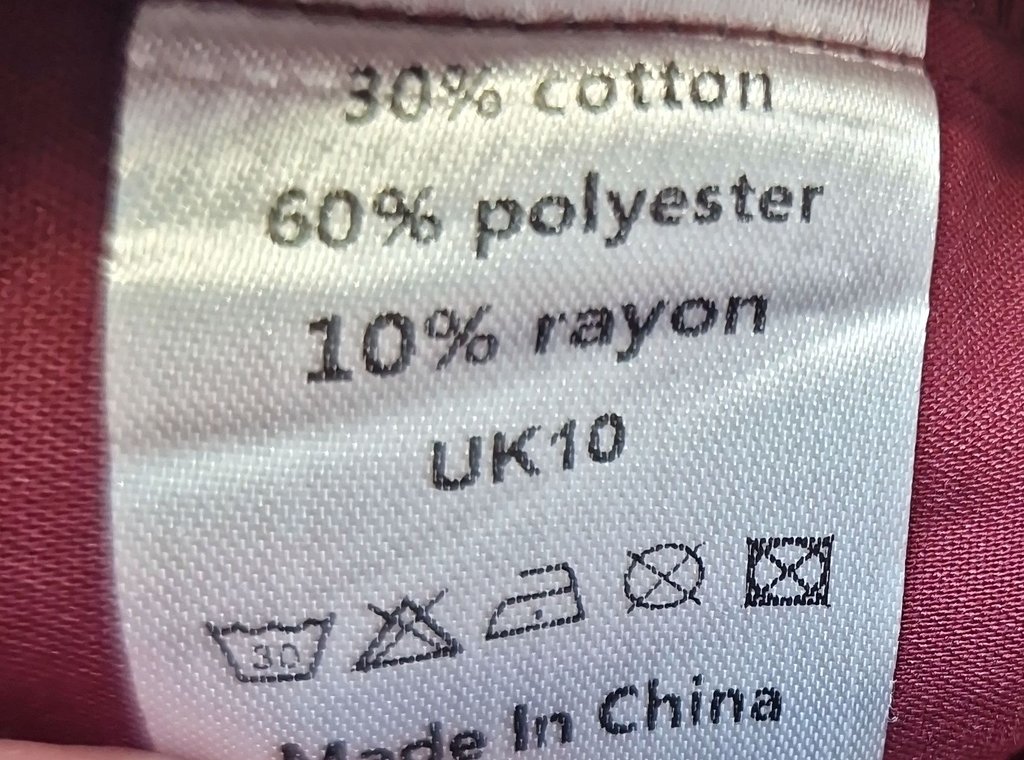 30% cotton
60% polyester
10% rayon
UK10
30
Made In China